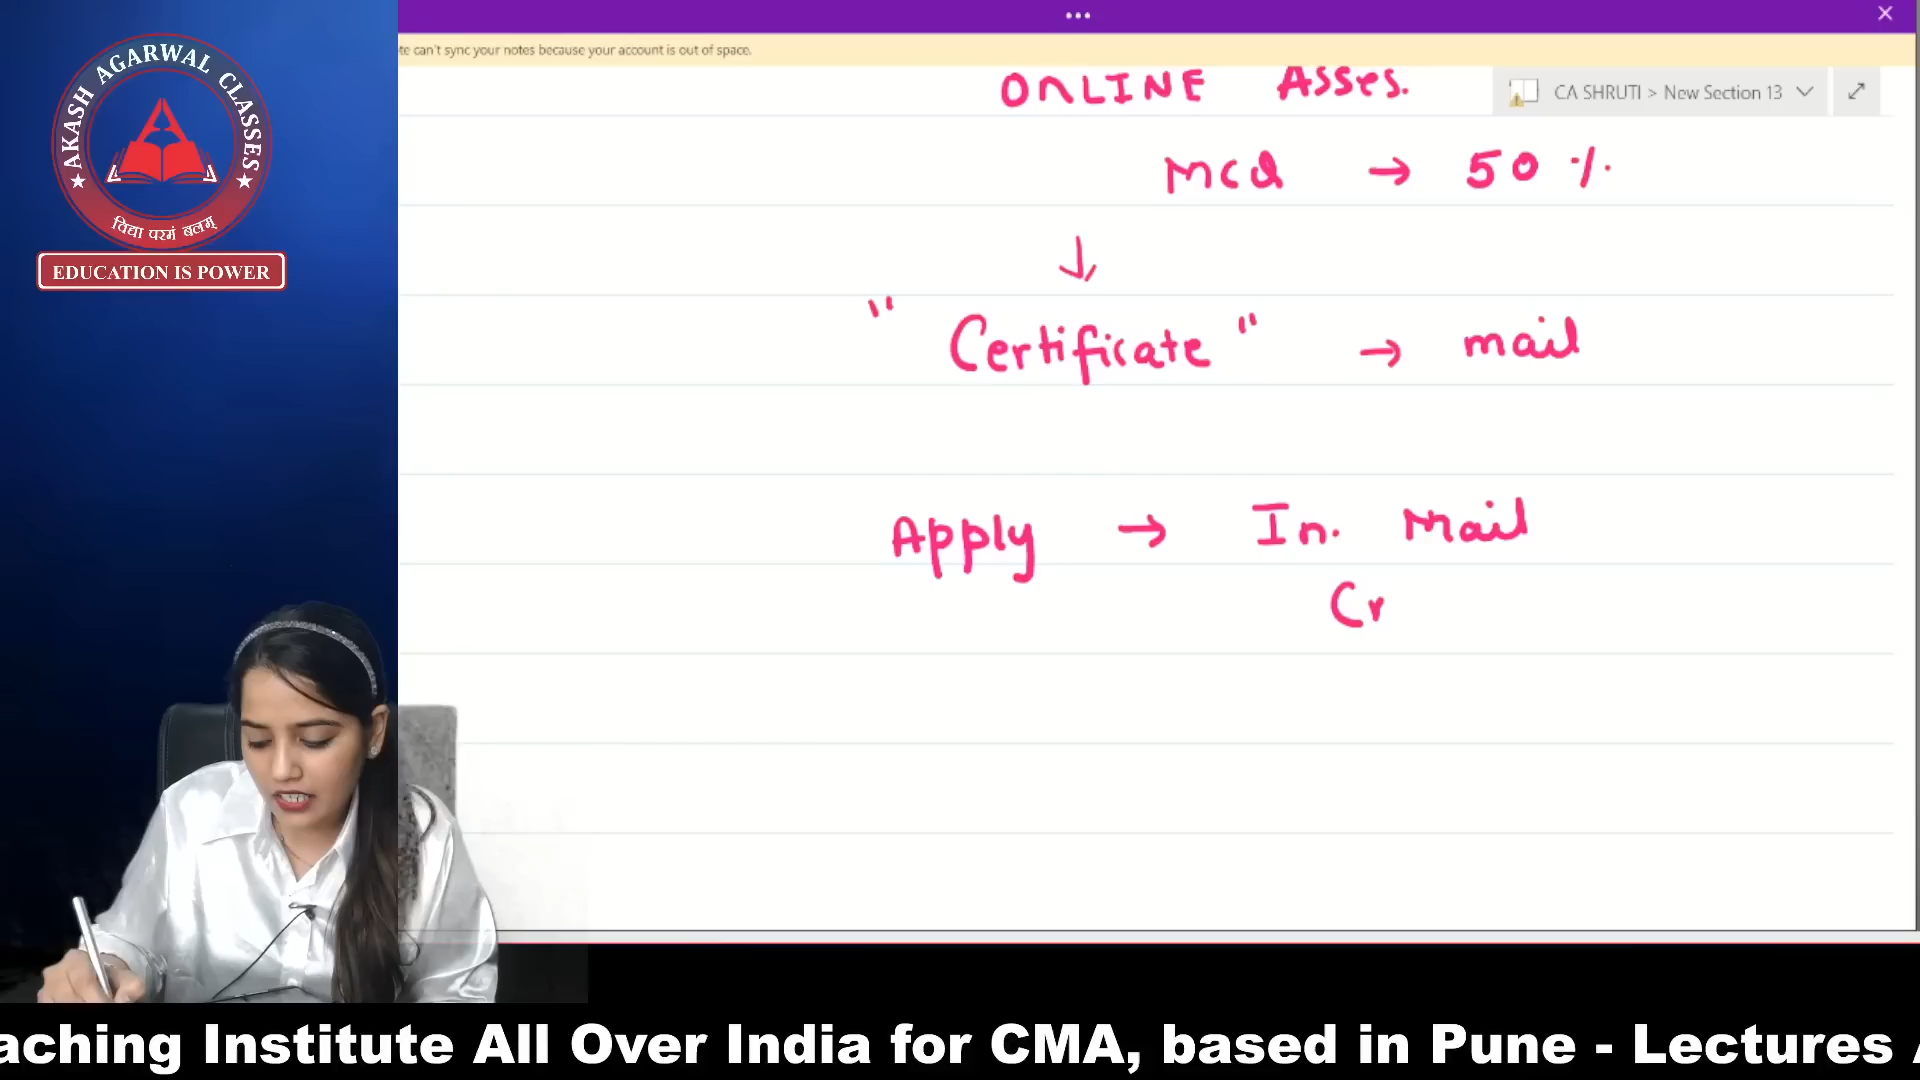 AKASH AGARWAL CLASSES
विद्या परमं बलम्
EDUCATION IS POWER
te can't sync your notes because your account is out of space.
CA SHRUTI > New Section 13
ONLINE Asses.
MCQ → 50 %.
↓
" Certificate " → mail
Apply → In. Mail
Cr
aching Institute All Over India for CMA, based in Pune - Lectures